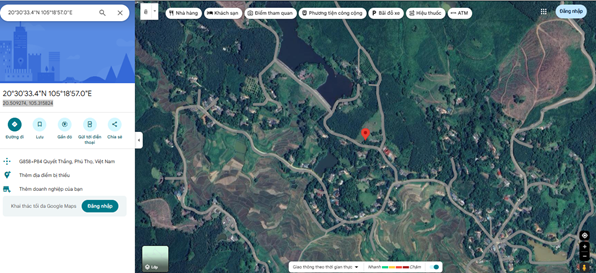 20°30'33.4"N 105°18'57.0"E
Nhà hàng
Khách sạn
Điểm tham quan
Phương tiện công cộng
Bãi đỗ xe
Hiệu thuốc
ATM
Đăng nhập
20°30'33.4"N 105°18'57.0"E
20.509274, 105.315824
Đường đi
Lưu
Gần đó
Gửi tới điện thoại
Chia sẻ
G858+P84 Quyết Thắng, Phú Thọ, Việt Nam
Thêm địa điểm bị thiếu
Thêm doanh nghiệp của bạn
Khai thác tối đa Google Maps
Đăng nhập
Lớp
Giao thông theo thời gian thực
Nhanh
Chậm